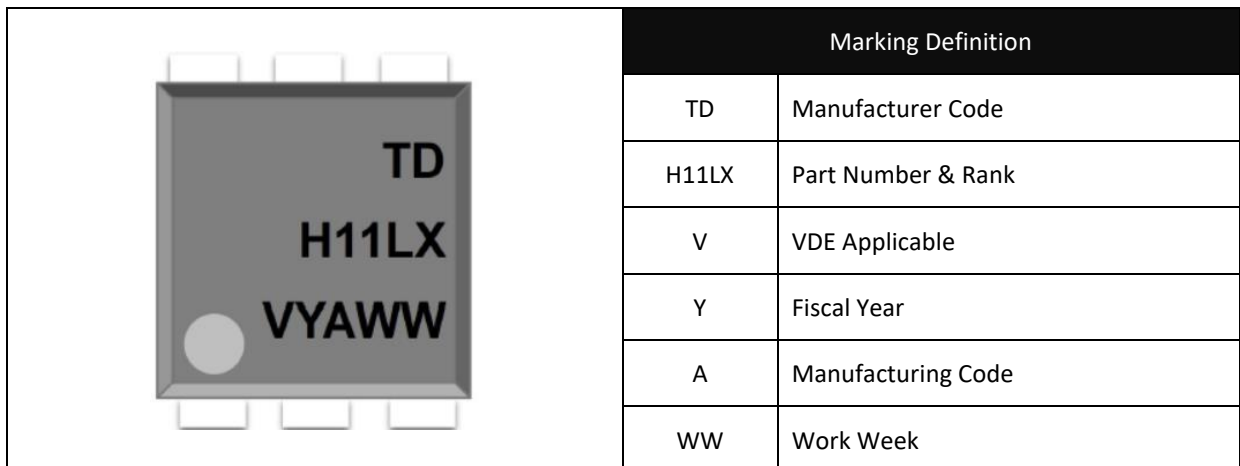 TD
H11LX
VYAWW
Marking Definition
TD Manufacturer Code
H11LX Part Number & Rank
V VDE Applicable
Y Fiscal Year
A Manufacturing Code
WW Work Week